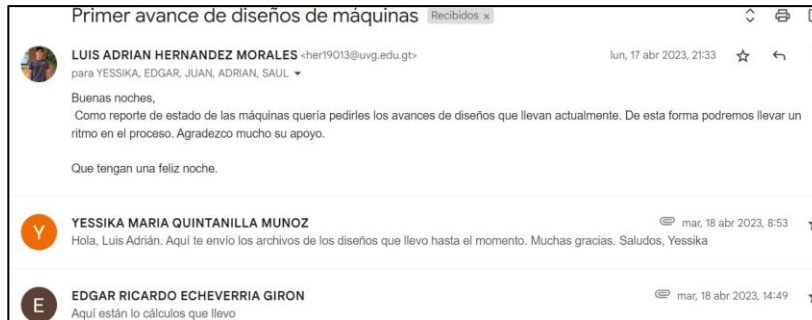 Primer avance de diseños de máquinas Recibidos ×
LUIS ADRIAN HERNANDEZ MORALES <her19013@uvg.edu.gt> lun, 17 abr 2023, 21:33
para YESSIKA, EDGAR, JUAN, ADRIAN, SAUL
Buenas noches,
Como reporte de estado de las máquinas quería pedirles los avances de diseños que llevan actualmente. De esta forma podremos llevar un
ritmo en el proceso. Agradezco mucho su apoyo.
Que tengan una feliz noche.
Y
YESSIKA MARIA QUINTANILLA MUNOZ mar, 18 abr 2023, 8:53
Hola, Luis Adrián. Aquí te envío los archivos de los diseños que llevo hasta el momento. Muchas gracias. Saludos, Yessika
E
EDGAR RICARDO ECHEVERRIA GIRON mar, 18 abr 2023, 14:49
Aquí están lo cálculos que llevo